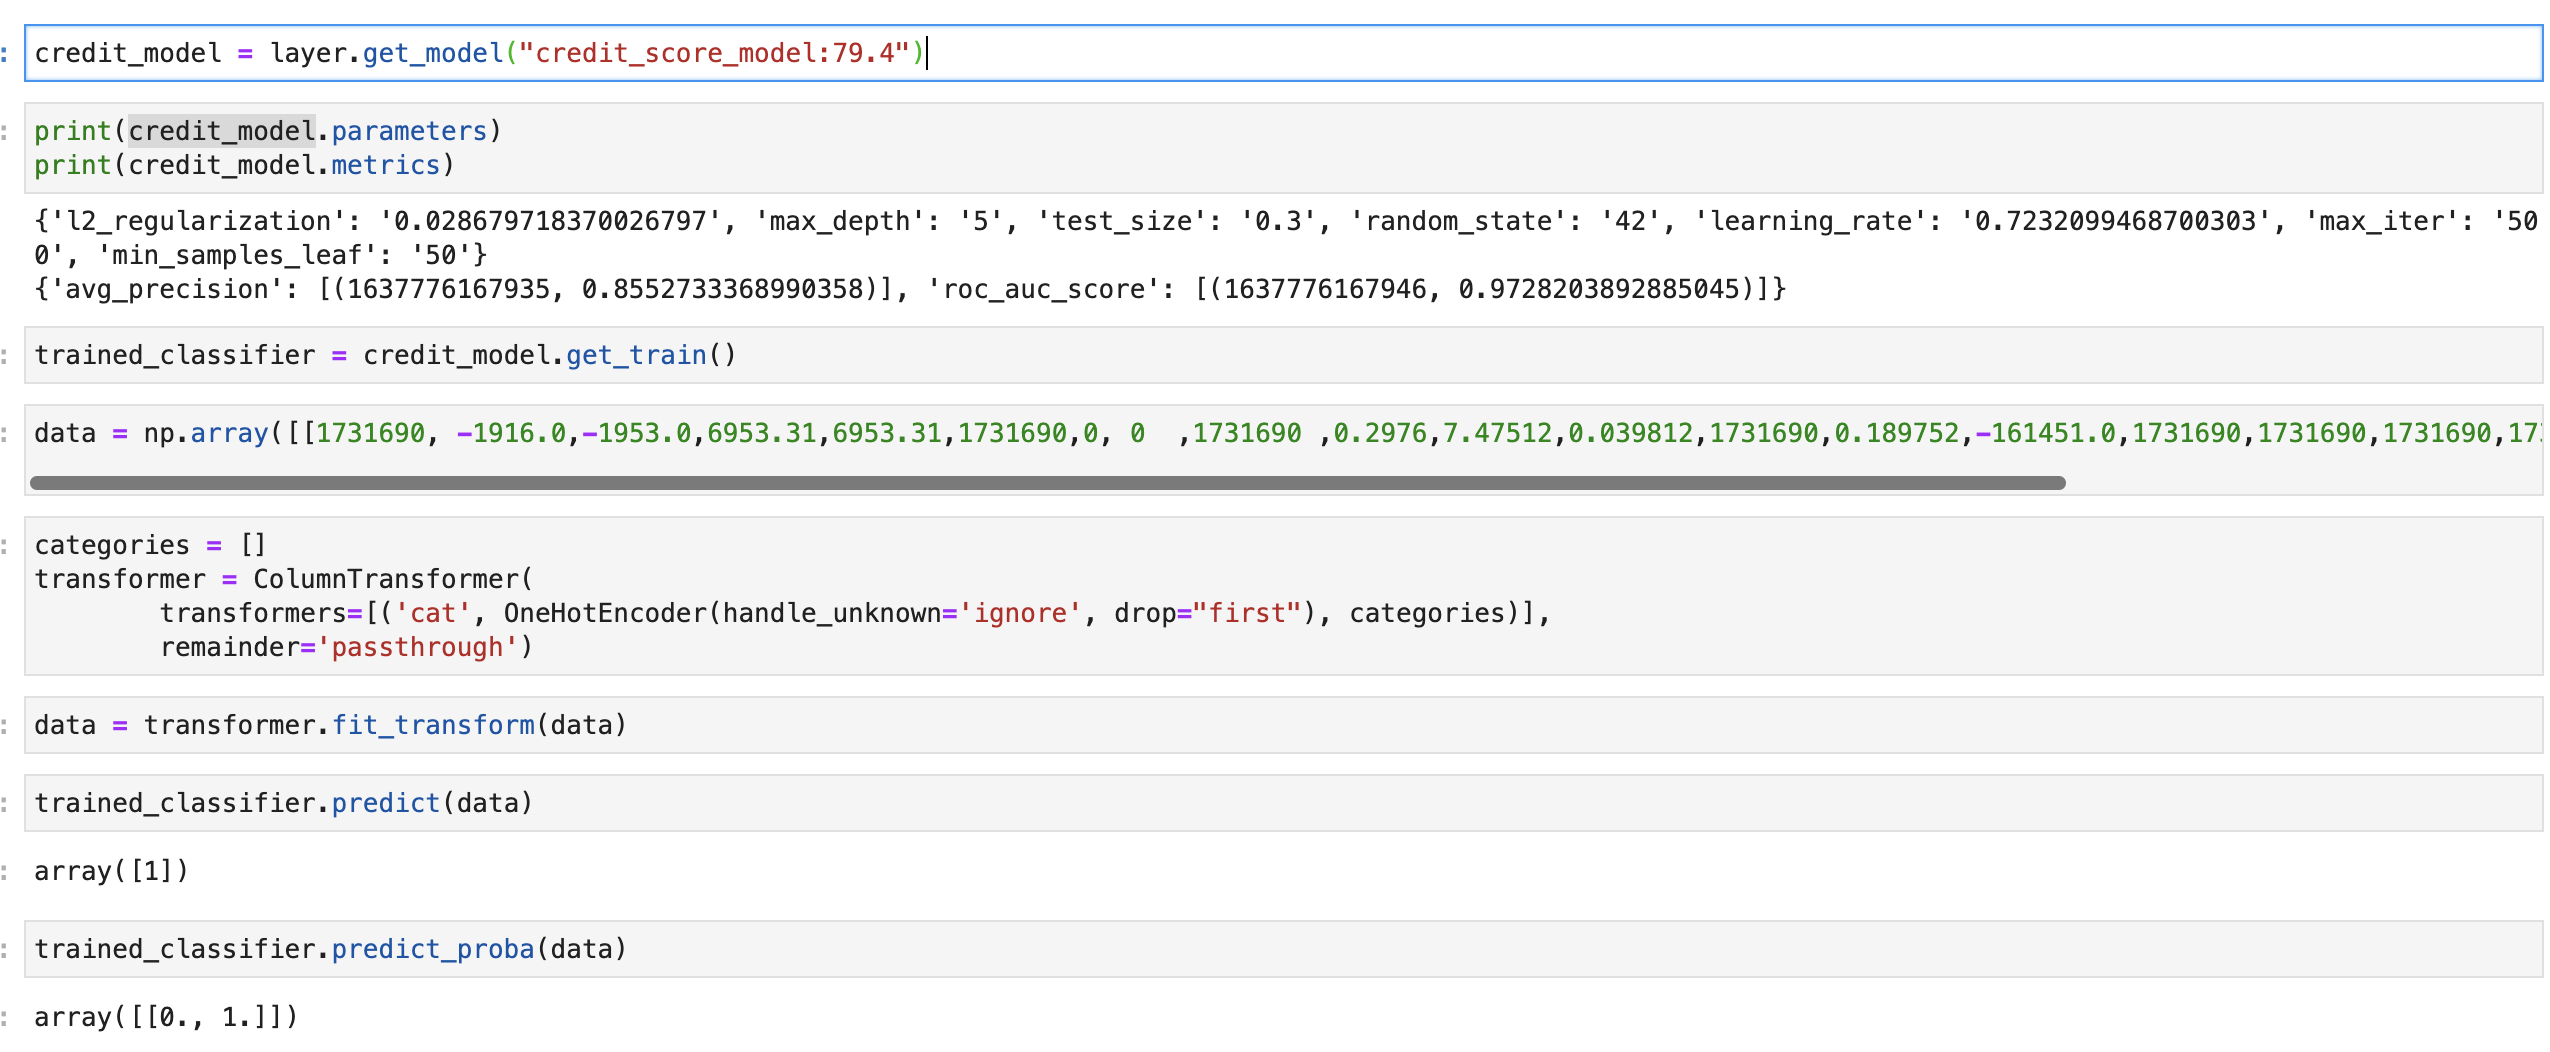 : credit_model = layer.get_model("credit_score_model:79.4")
: print(credit_model.parameters)
print(credit_model.metrics)
{'l2_regularization': '0.028679718370026797', 'max_depth': '5', 'test_size': '0.3', 'random_state': '42', 'learning_rate': '0.7232099468700303', 'max_iter': '50
0', 'min_samples_leaf': '50'}
{'avg_precision': [(1637776167935, 0.8552733368990358)], 'roc_auc_score': [(1637776167946, 0.9728203892885045)]}
: trained_classifier = credit_model.get_train()
: data = np.array([[1731690, -1916.0,-1953.0,6953.31,6953.31,1731690,0, 0  ,1731690 ,0.2976,7.47512,0.039812,1731690,0.189752,-161451.0,1731690,1731690,1731690,17
: categories = []
transformer = ColumnTransformer(
        transformers=[('cat', OneHotEncoder(handle_unknown='ignore', drop="first"), categories)],
        remainder='passthrough')
: data = transformer.fit_transform(data)
: trained_classifier.predict(data)
: array([1])
: trained_classifier.predict_proba(data)
: array([[0., 1.]])